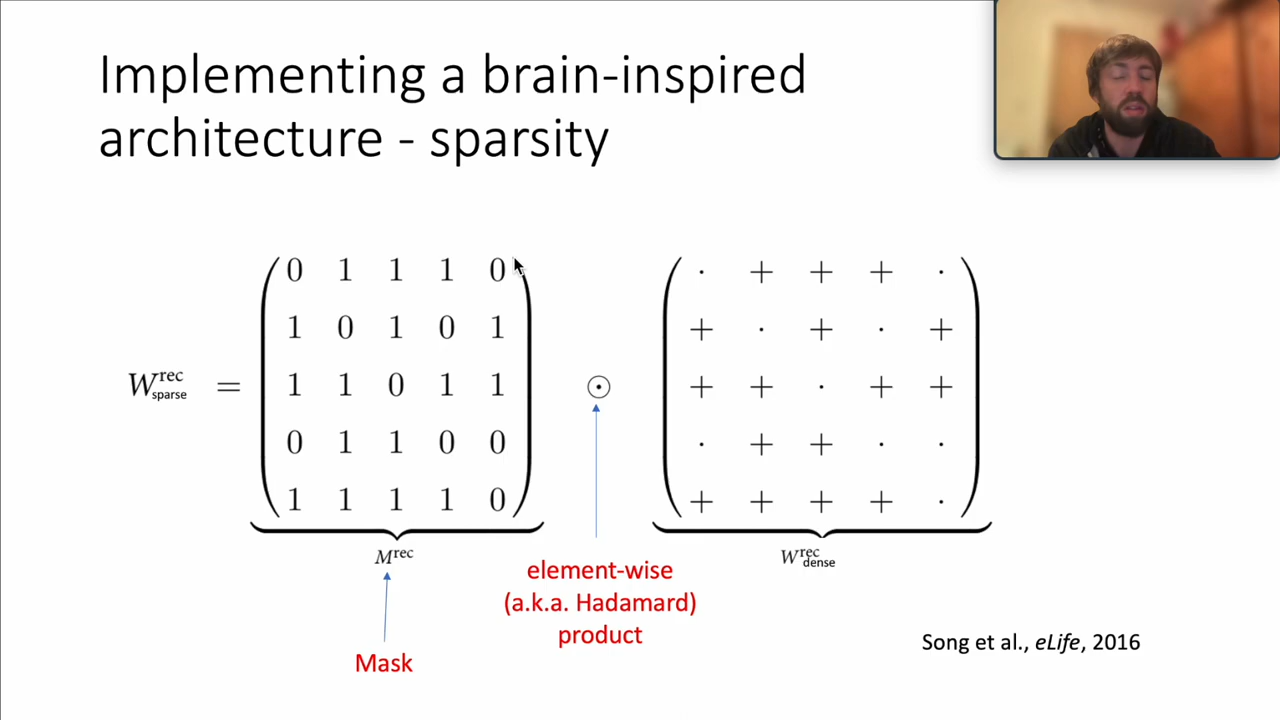 Implementing a brain-inspired
architecture - sparsity
0 1 1 1 0
1 0 1 0 1
1 1 0 1 1
0 1 1 0 0
1 1 1 1 0
W^rec_sparse = ⊙
· + + + ·
+ · + · +
+ + · + +
· + + · ·
+ + + + ·
M^rec
W^rec_dense
element-wise
(a.k.a. Hadamard)
product
Mask
Song et al., eLife, 2016